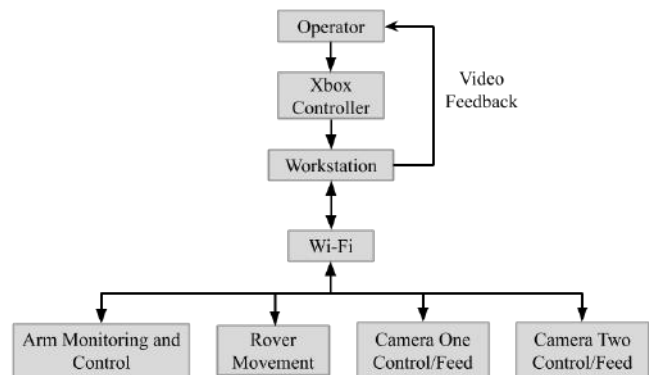 Operator
Xbox
Controller
Video
Feedback
Workstation
Wi-Fi
Arm Monitoring and
Control
Rover
Movement
Camera One
Control/Feed
Camera Two
Control/Feed